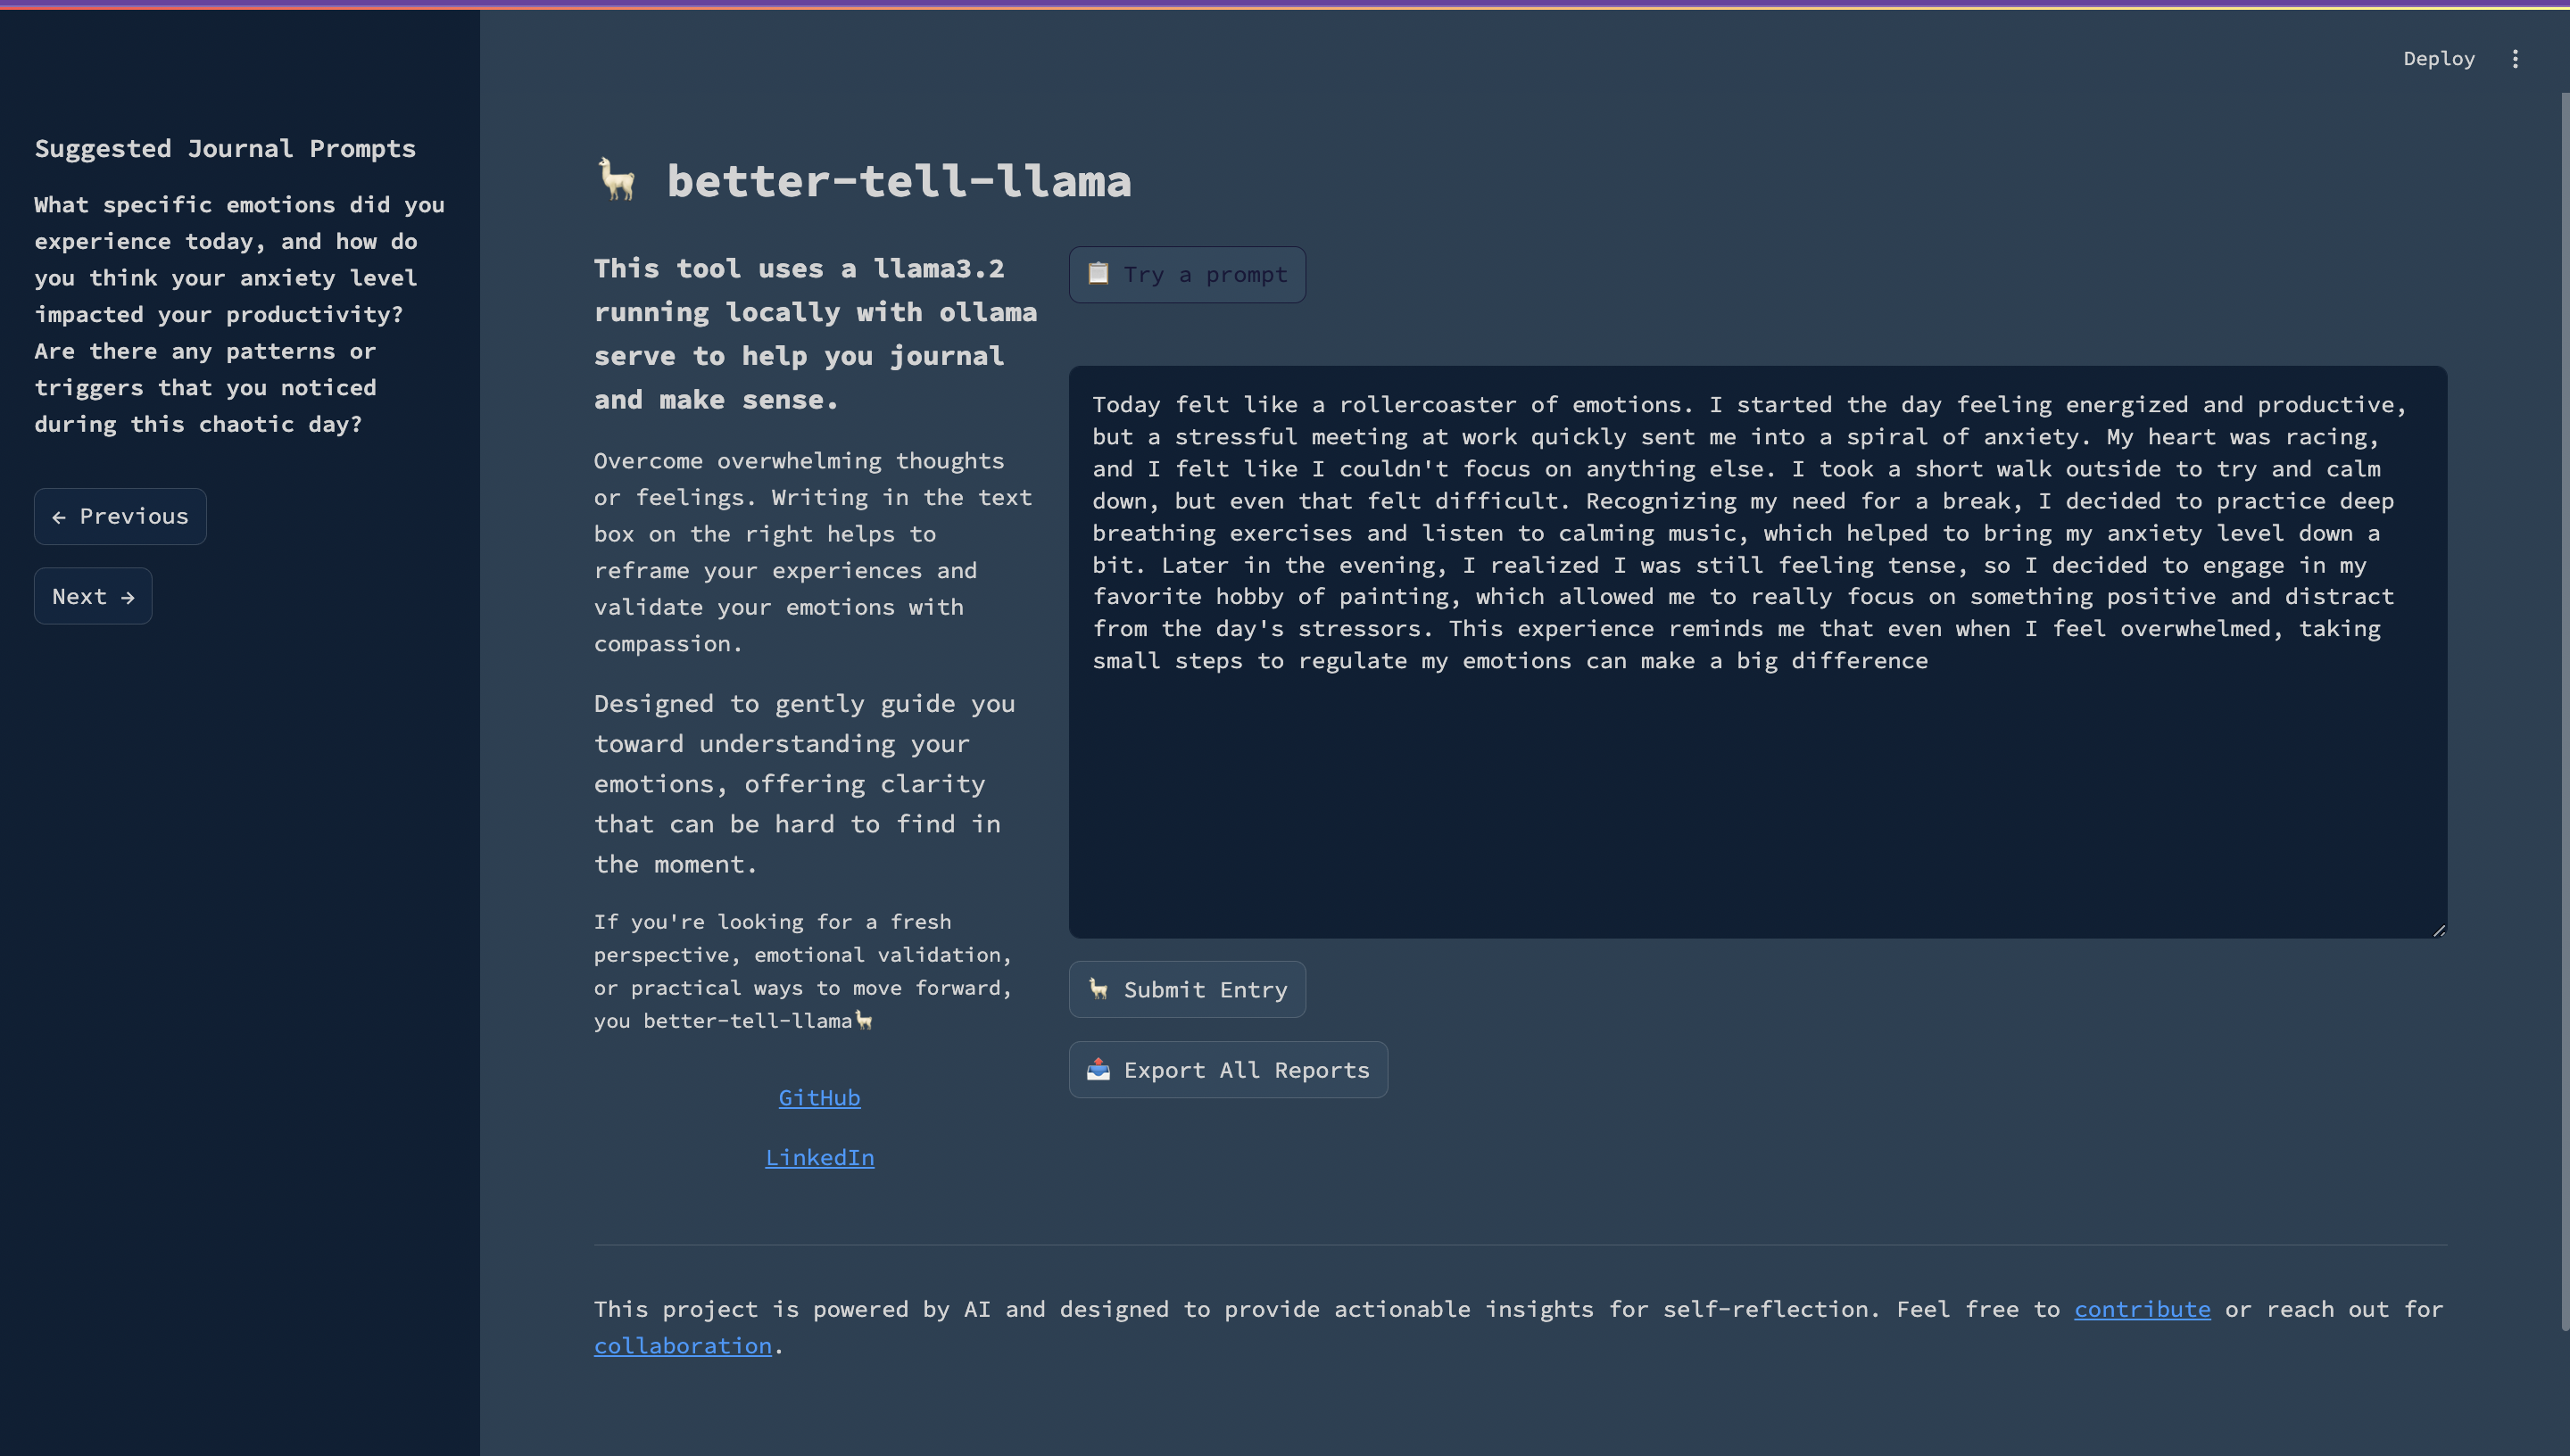 Deploy
Suggested Journal Prompts
What specific emotions did you
experience today, and how do
you think your anxiety level
impacted your productivity?
Are there any patterns or
triggers that you noticed
during this chaotic day?
← Previous
Next →
better-tell-llama
This tool uses a llama3.2
running locally with ollama
serve to help you journal
and make sense.
Overcome overwhelming thoughts
or feelings. Writing in the text
box on the right helps to
reframe your experiences and
validate your emotions with
compassion.
Designed to gently guide you
toward understanding your
emotions, offering clarity
that can be hard to find in
the moment.
If you're looking for a fresh
perspective, emotional validation,
or practical ways to move forward,
you better-tell-llama🦙
GitHub
LinkedIn
Try a prompt
Today felt like a rollercoaster of emotions. I started the day feeling energized and productive,
but a stressful meeting at work quickly sent me into a spiral of anxiety. My heart was racing,
and I felt like I couldn't focus on anything else. I took a short walk outside to try and calm
down, but even that felt difficult. Recognizing my need for a break, I decided to practice deep
breathing exercises and listen to calming music, which helped to bring my anxiety level down a
bit. Later in the evening, I realized I was still feeling tense, so I decided to engage in my
favorite hobby of painting, which allowed me to really focus on something positive and distract
from the day's stressors. This experience reminds me that even when I feel overwhelmed, taking
small steps to regulate my emotions can make a big difference
Submit Entry
Export All Reports
This project is powered by AI and designed to provide actionable insights for self-reflection. Feel free to contribute or reach out for
collaboration.